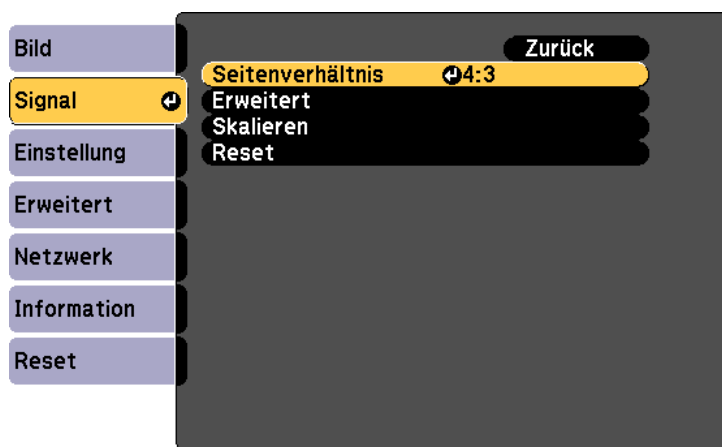 Bild
Signal
Einstellung
Erweitert
Netzwerk
Information
Reset
Zurück
Seitenverhältnis 4:3
Erweitert
Skalieren
Reset